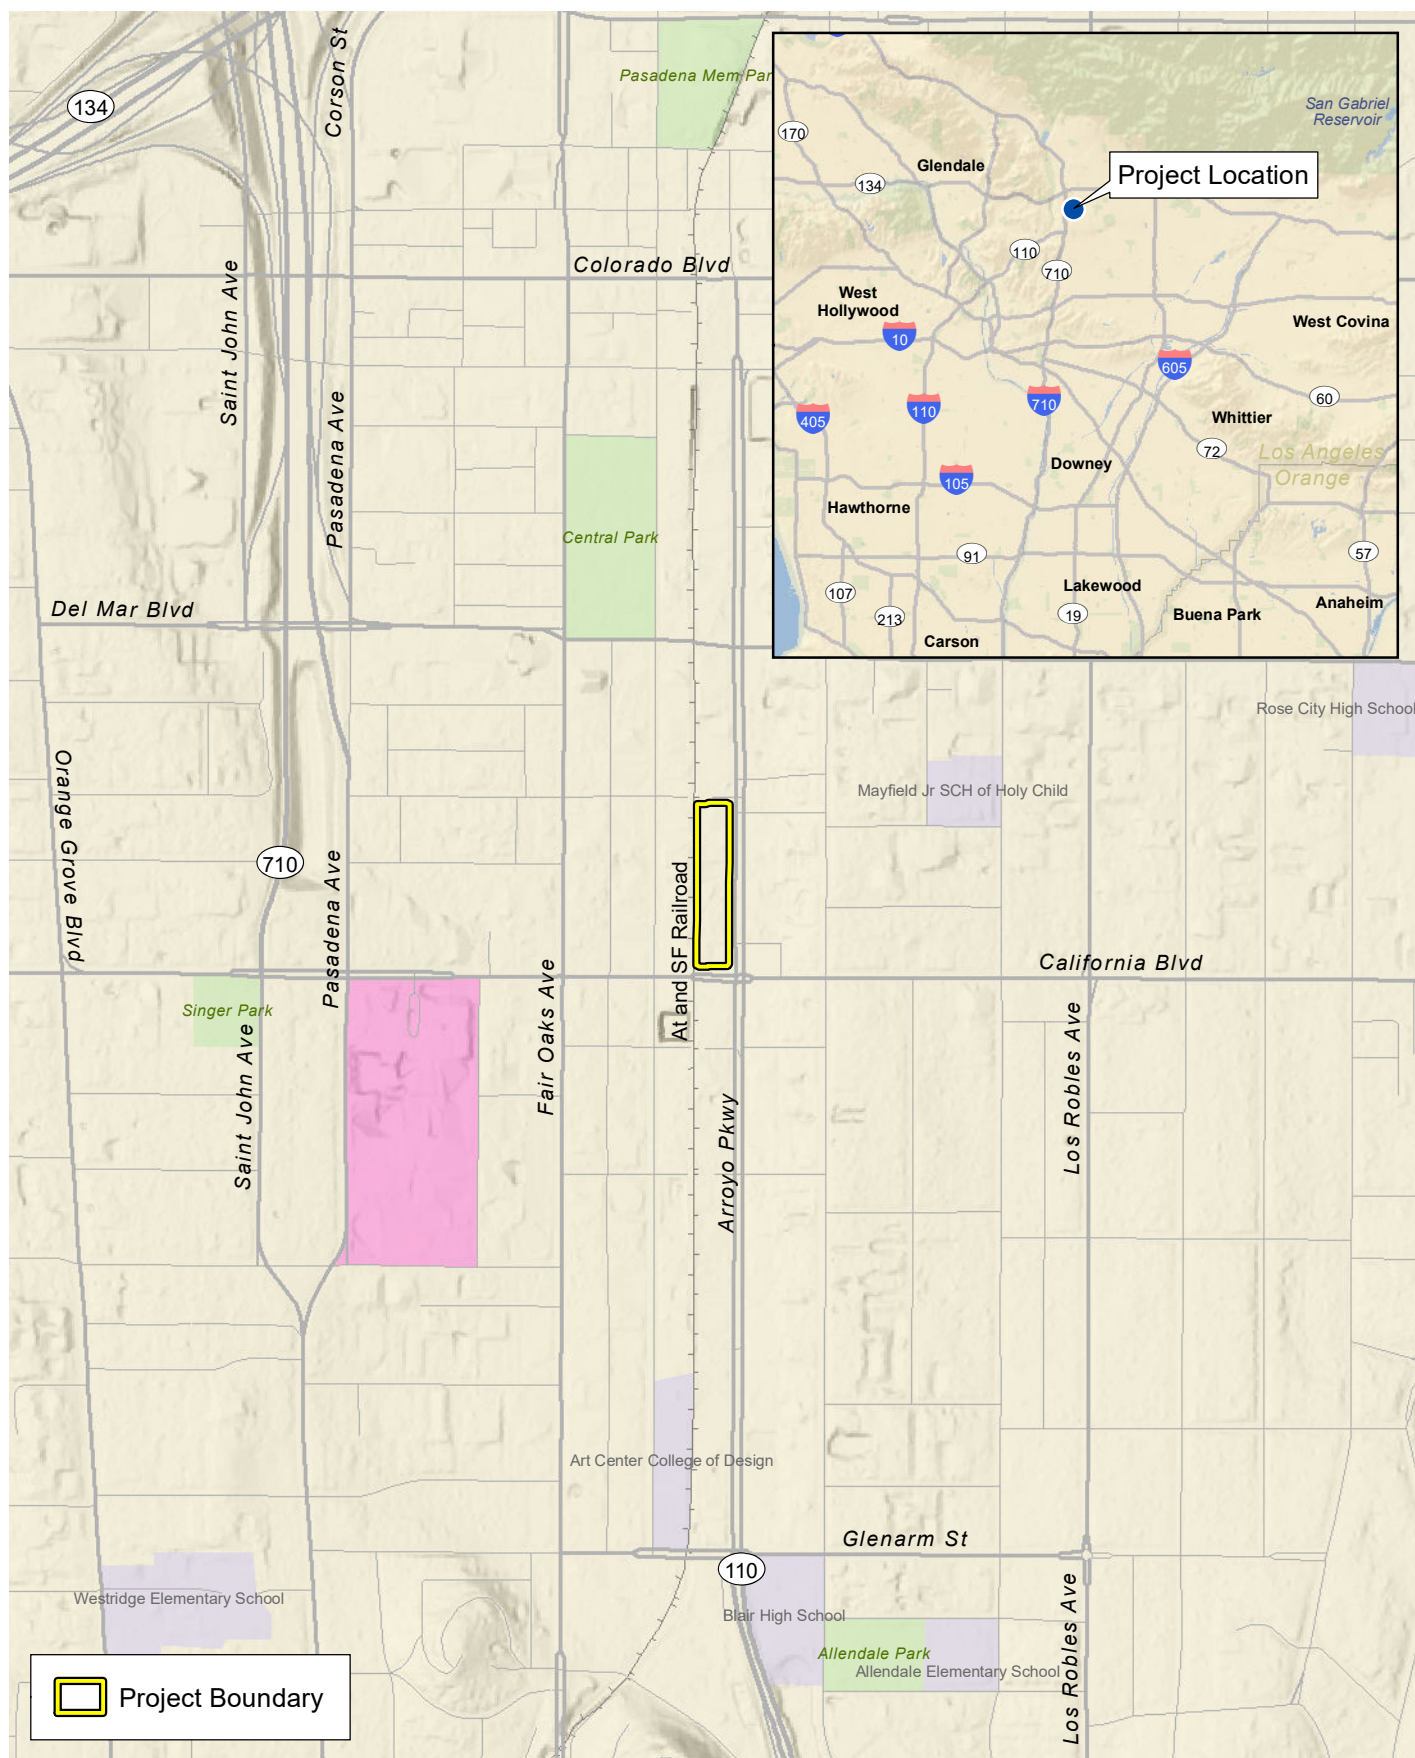 134
Corson St
Pasadena Mem Par
Saint John Ave
Colorado Blvd
Pasadena Ave
Central Park
Del Mar Blvd
Orange Grove Blvd
710
Pasadena Ave
At and SF Railroad
Fair Oaks Ave
Singer Park
Saint John Ave
Arroyo Pkwy
California Blvd
Los Robles Ave
Mayfield Jr SCH of Holy Child
Rose City High School
Art Center College of Design
Glenarm St
110
Westridge Elementary School
Blair High School
Allendale Park
Allendale Elementary School
Los Robles Ave
Project Boundary
San Gabriel
Reservoir
170
Glendale
134
Project Location
110
710
West
Hollywood
10
West Covina
605
405
110
710
60
Whittier
72
Los Angeles
Orange
Downey
105
Hawthorne
91
57
107
Lakewood
213
19
Buena Park
Anaheim
Carson